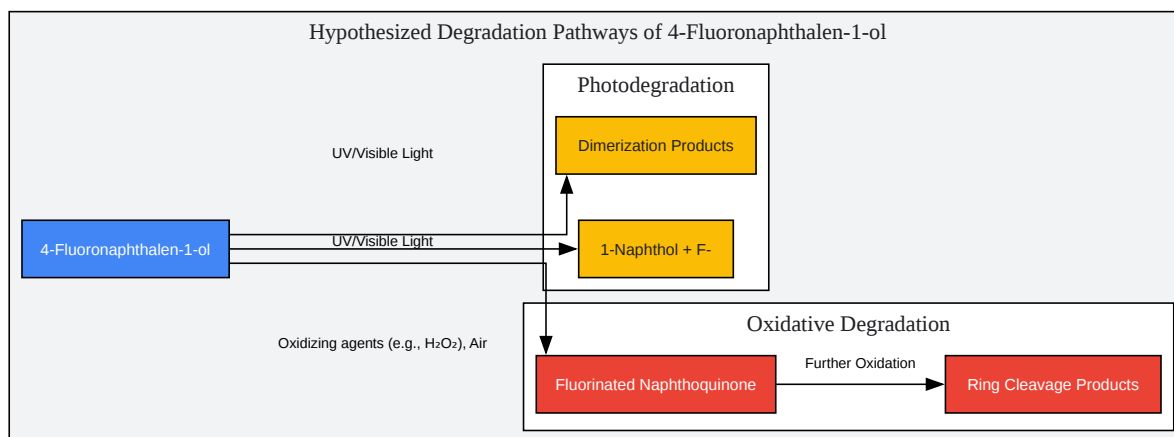 Hypothesized Degradation Pathways of 4-Fluoronaphthalen-1-ol
Photodegradation
Dimerization Products
UV/Visible Light
4-Fluoronaphthalen-1-ol
UV/Visible Light
1-Naphthol + F-
Oxidative Degradation
Oxidizing agents (e.g., H₂O₂), Air
Fluorinated Naphthoquinone
Further Oxidation
Ring Cleavage Products